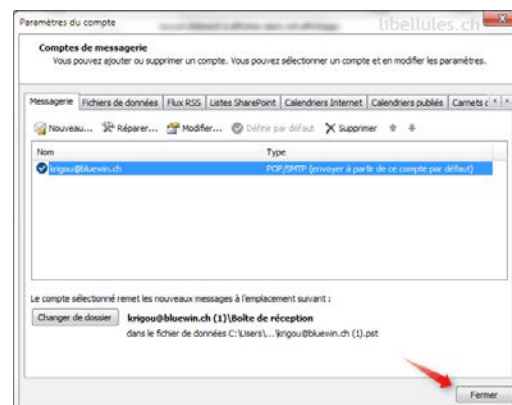 Paramètres du compte
libellules.ch
Comptes de messagerie
Vous pouvez ajouter ou supprimer un compte. Vous pouvez sélectionner un compte et en modifier les paramètres.
Messagerie Fichiers de données Flux RSS Listes SharePoint Calendriers Internet Calendriers publiés Carnets c
Nouveau... Réparer... Modifier... Définir par défaut Supprimer
Nom Type
krigou@bluewin.ch POP/SMTP (envoyer à partir de ce compte par défaut)
Le compte sélectionné remet les nouveaux messages à l'emplacement suivant :
Changer de dossier krigou@bluewin.ch (1)\Boîte de réception
dans le fichier de données C:\Users\...\krigou@bluewin.ch (1).pst
Fermer